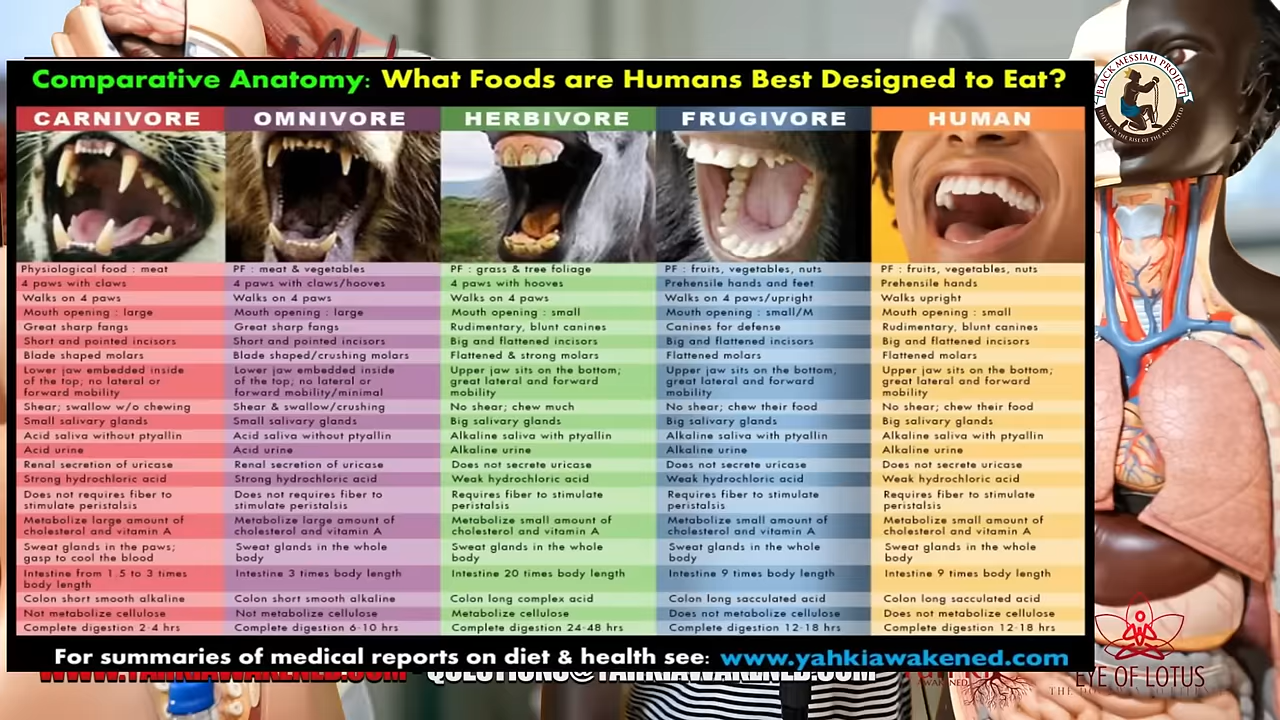 Comparative Anatomy: What Foods are Humans Best Designed to Eat?
CARNIVORE OMNIVORE HERBIVORE FRUGIVORE HUMAN
Physiological food : meat PF : meat & vegetables PF : grass & tree foliage PF : fruits, vegetables, nuts PF : fruits, vegetables, nuts
4 paws with claws 4 paws with claws/hooves 4 paws with hooves Prehensile hands and feet Prehensile hands
Walks on 4 paws Walks on 4 paws Walks on 4 paws Walks on 4 paws/upright Walks upright
Mouth opening : large Mouth opening : large Mouth opening : small Mouth opening : small/M Mouth opening : small
Great sharp fangs Great sharp fangs Rudimentary, blunt canines Canines for defense Rudimentary, blunt canines
Short and pointed incisors Short and pointed incisors Big and flattened incisors Big and flattened incisors Big and flattened incisors
Blade shaped molars Blade shaped/crushing molars Flattened & strong molars Flattened molars Flattened molars
Lower jaw embedded inside Lower jaw embedded inside Upper jaw sits on the bottom; Upper jaw sits on the bottom; Upper jaw sits on the bottom;
of the top, no lateral or of the top, no lateral or great lateral and forward great lateral and forward great lateral and forward
forward mobility forward mobility/minimal mobility mobility mobility
Shear; swallow w/o chewing Shear & swallow/crushing No shear; chew much No shear; chew their food No shear; chew their food
Small salivary glands Small salivary glands Big salivary glands Big salivary glands Big salivary glands
Acid saliva without ptyallin Acid saliva without ptyallin Alkaline saliva with ptyallin Alkaline saliva with ptyallin Alkaline saliva with ptyallin
Acid urine Acid urine Alkaline urine Alkaline urine Alkaline urine
Renal secretion of uricase Renal secretion of uricase Does not secrete uricase Does not secrete uricase Does not secrete uricase
Strong hydrochloric acid Strong hydrochloric acid Weak hydrochloric acid Weak hydrochloric acid Weak hydrochloric acid
Does not requires fiber to Does not requires fiber to Requires fiber to stimulate Requires fiber to stimulate Requires fiber to stimulate
stimulate peristalsis stimulate peristalsis peristalsis peristalsis peristalsis
Metabolize large amount of Metabolize large amount of Metabolize small amount of Metabolize small amount of Metabolize small amount of
cholesterol and vitamin A cholesterol and vitamin A cholesterol and vitamin A cholesterol and vitamin A cholesterol and vitamin A
Sweat glands in the paws; Sweat glands in the whole Sweat glands in the whole Sweat glands in the whole Sweat glands in the whole
gasp to cool the blood body body body body
Intestine from 1.5 to 3 times Intestine 3 times body length Intestine 20 times body length Intestine 9 times body length Intestine 9 times body length
body length
Colon short smooth alkaline Colon short smooth alkaline Colon long complex acid Colon long sacculated acid Colon long sacculated acid
Not metabolize cellulose Not metabolize cellulose Metabolize cellulose Does not metabolize cellulose Does not metabolize cellulose
Complete digestion 2-4 hrs Complete digestion 6-10 hrs Complete digestion 24-48 hrs Complete digestion 12-18 hrs Complete digestion 12-18 hrs
For summaries of medical reports on diet & health see: www.yahkiawakened.com
WWW.YAHKIAWAKENED.COM - QUESTIONS@YAHKIAWAKENED.COM
BLACK MESSIAH PROJECT
EYE OF LOTUS